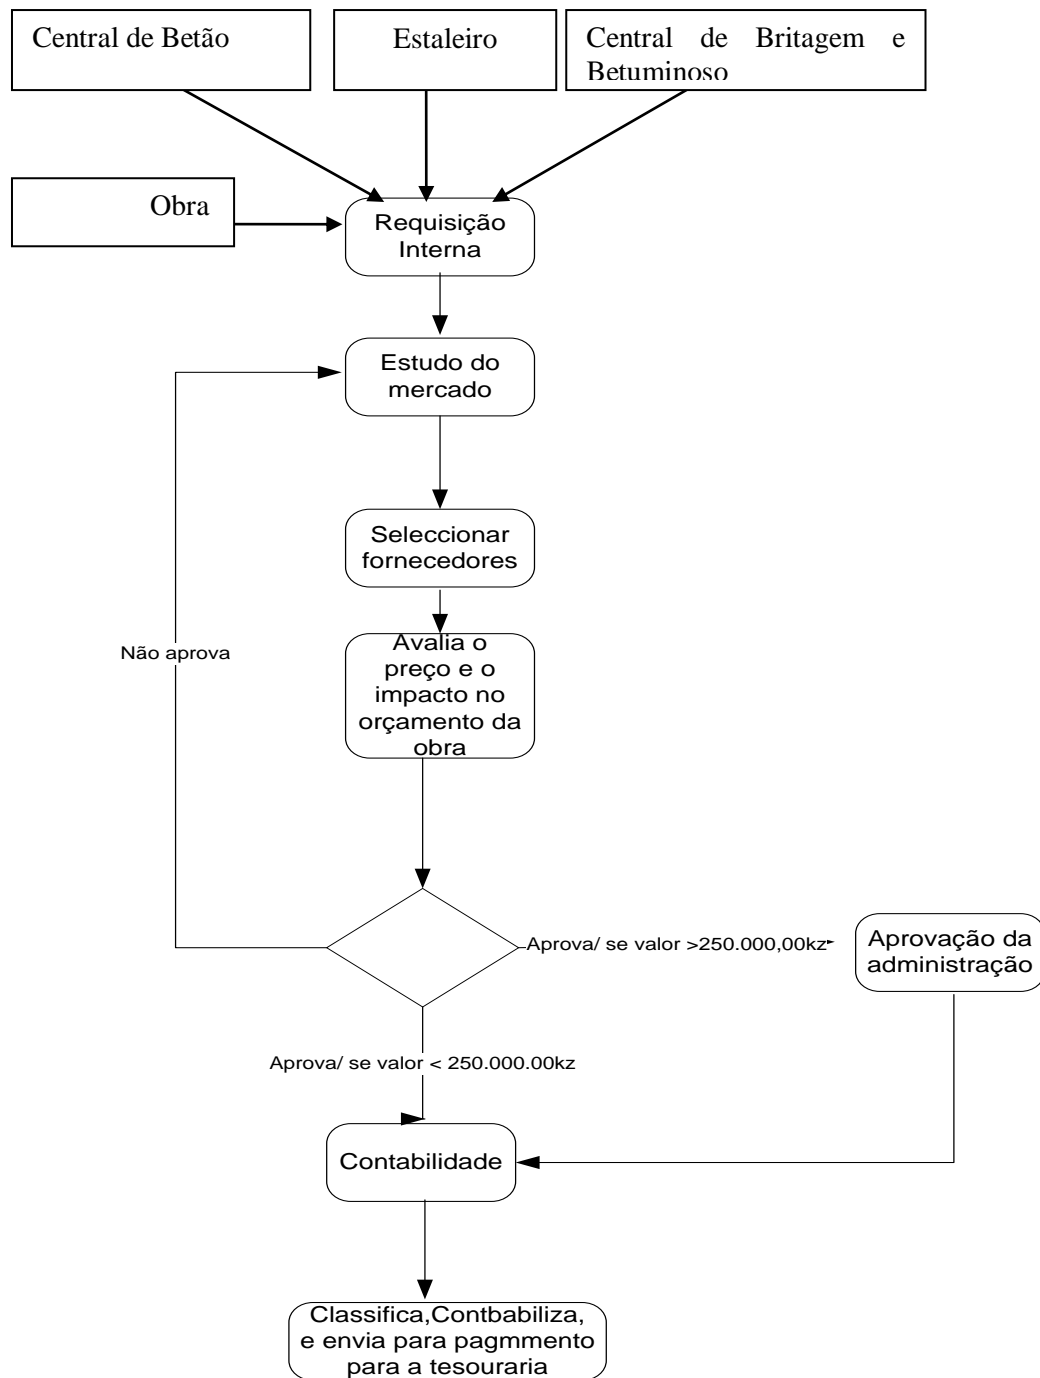 Central de Betão
Estaleiro
Central de Britagem e
Betuminoso
Obra
Requisição
Interna
Estudo do
mercado
Seleccionar
fornecedores
Não aprova
Avalia o
preço e o
impacto no
orçamento da
obra
Aprova/ se valor >250.000,00kz
Aprovação da
administração
Aprova/ se valor < 250.000.00kz
Contabilidade
Classifica,Contbabiliza,
e envia para pagmmento
para a tesouraria